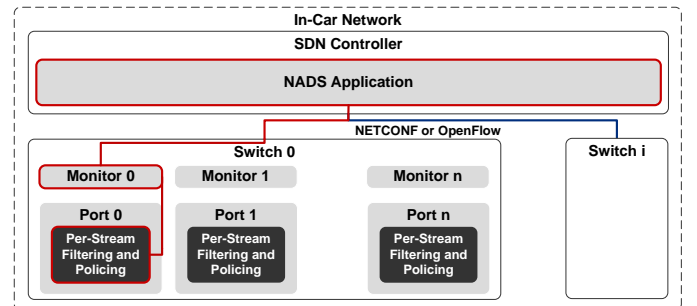 In-Car Network
SDN Controller
NADS Application
NETCONF or OpenFlow
Switch 0
Switch i
Monitor 0
Monitor 1
Monitor n
Port 0
Port 1
Port n
Per-Stream
Filtering and
Policing
Per-Stream
Filtering and
Policing
Per-Stream
Filtering and
Policing